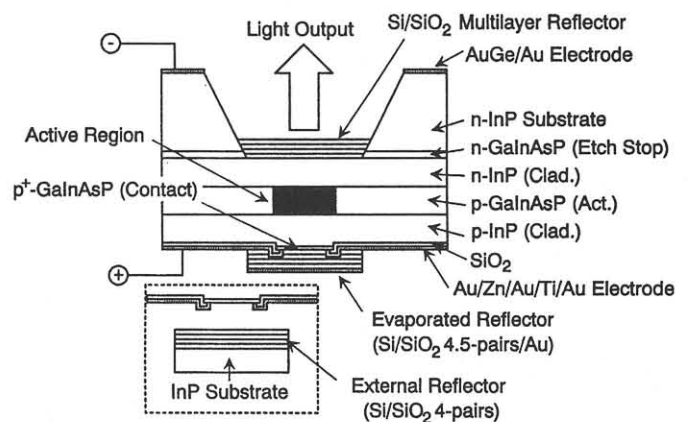 Light Output
Si/SiO2 Multilayer Reflector
AuGe/Au Electrode
−
n-InP Substrate
Active Region
n-GaInAsP (Etch Stop)
n-InP (Clad.)
p+-GaInAsP (Contact)
p-GaInAsP (Act.)
p-InP (Clad.)
SiO2
+
Au/Zn/Au/Ti/Au Electrode
Evaporated Reflector
(Si/SiO2 4.5-pairs/Au)
InP Substrate
External Reflector
(Si/SiO2 4-pairs)